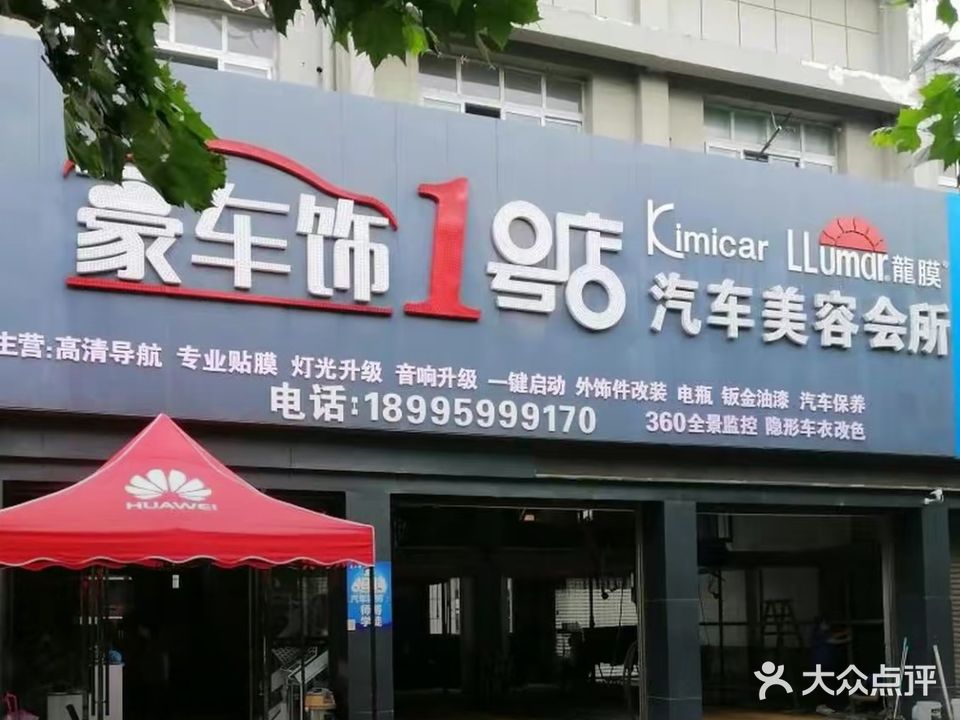 豪车饰1号店
Kimicar LLumar龍膜
汽车美容会所
主营:高清导航 专业贴膜 灯光升级 音响升级 一键启动 外饰件改装 电瓶 钣金油漆 汽车保养
电话:18995999170
360全景监控 隐形车衣改色
HUAWEI
大众点评